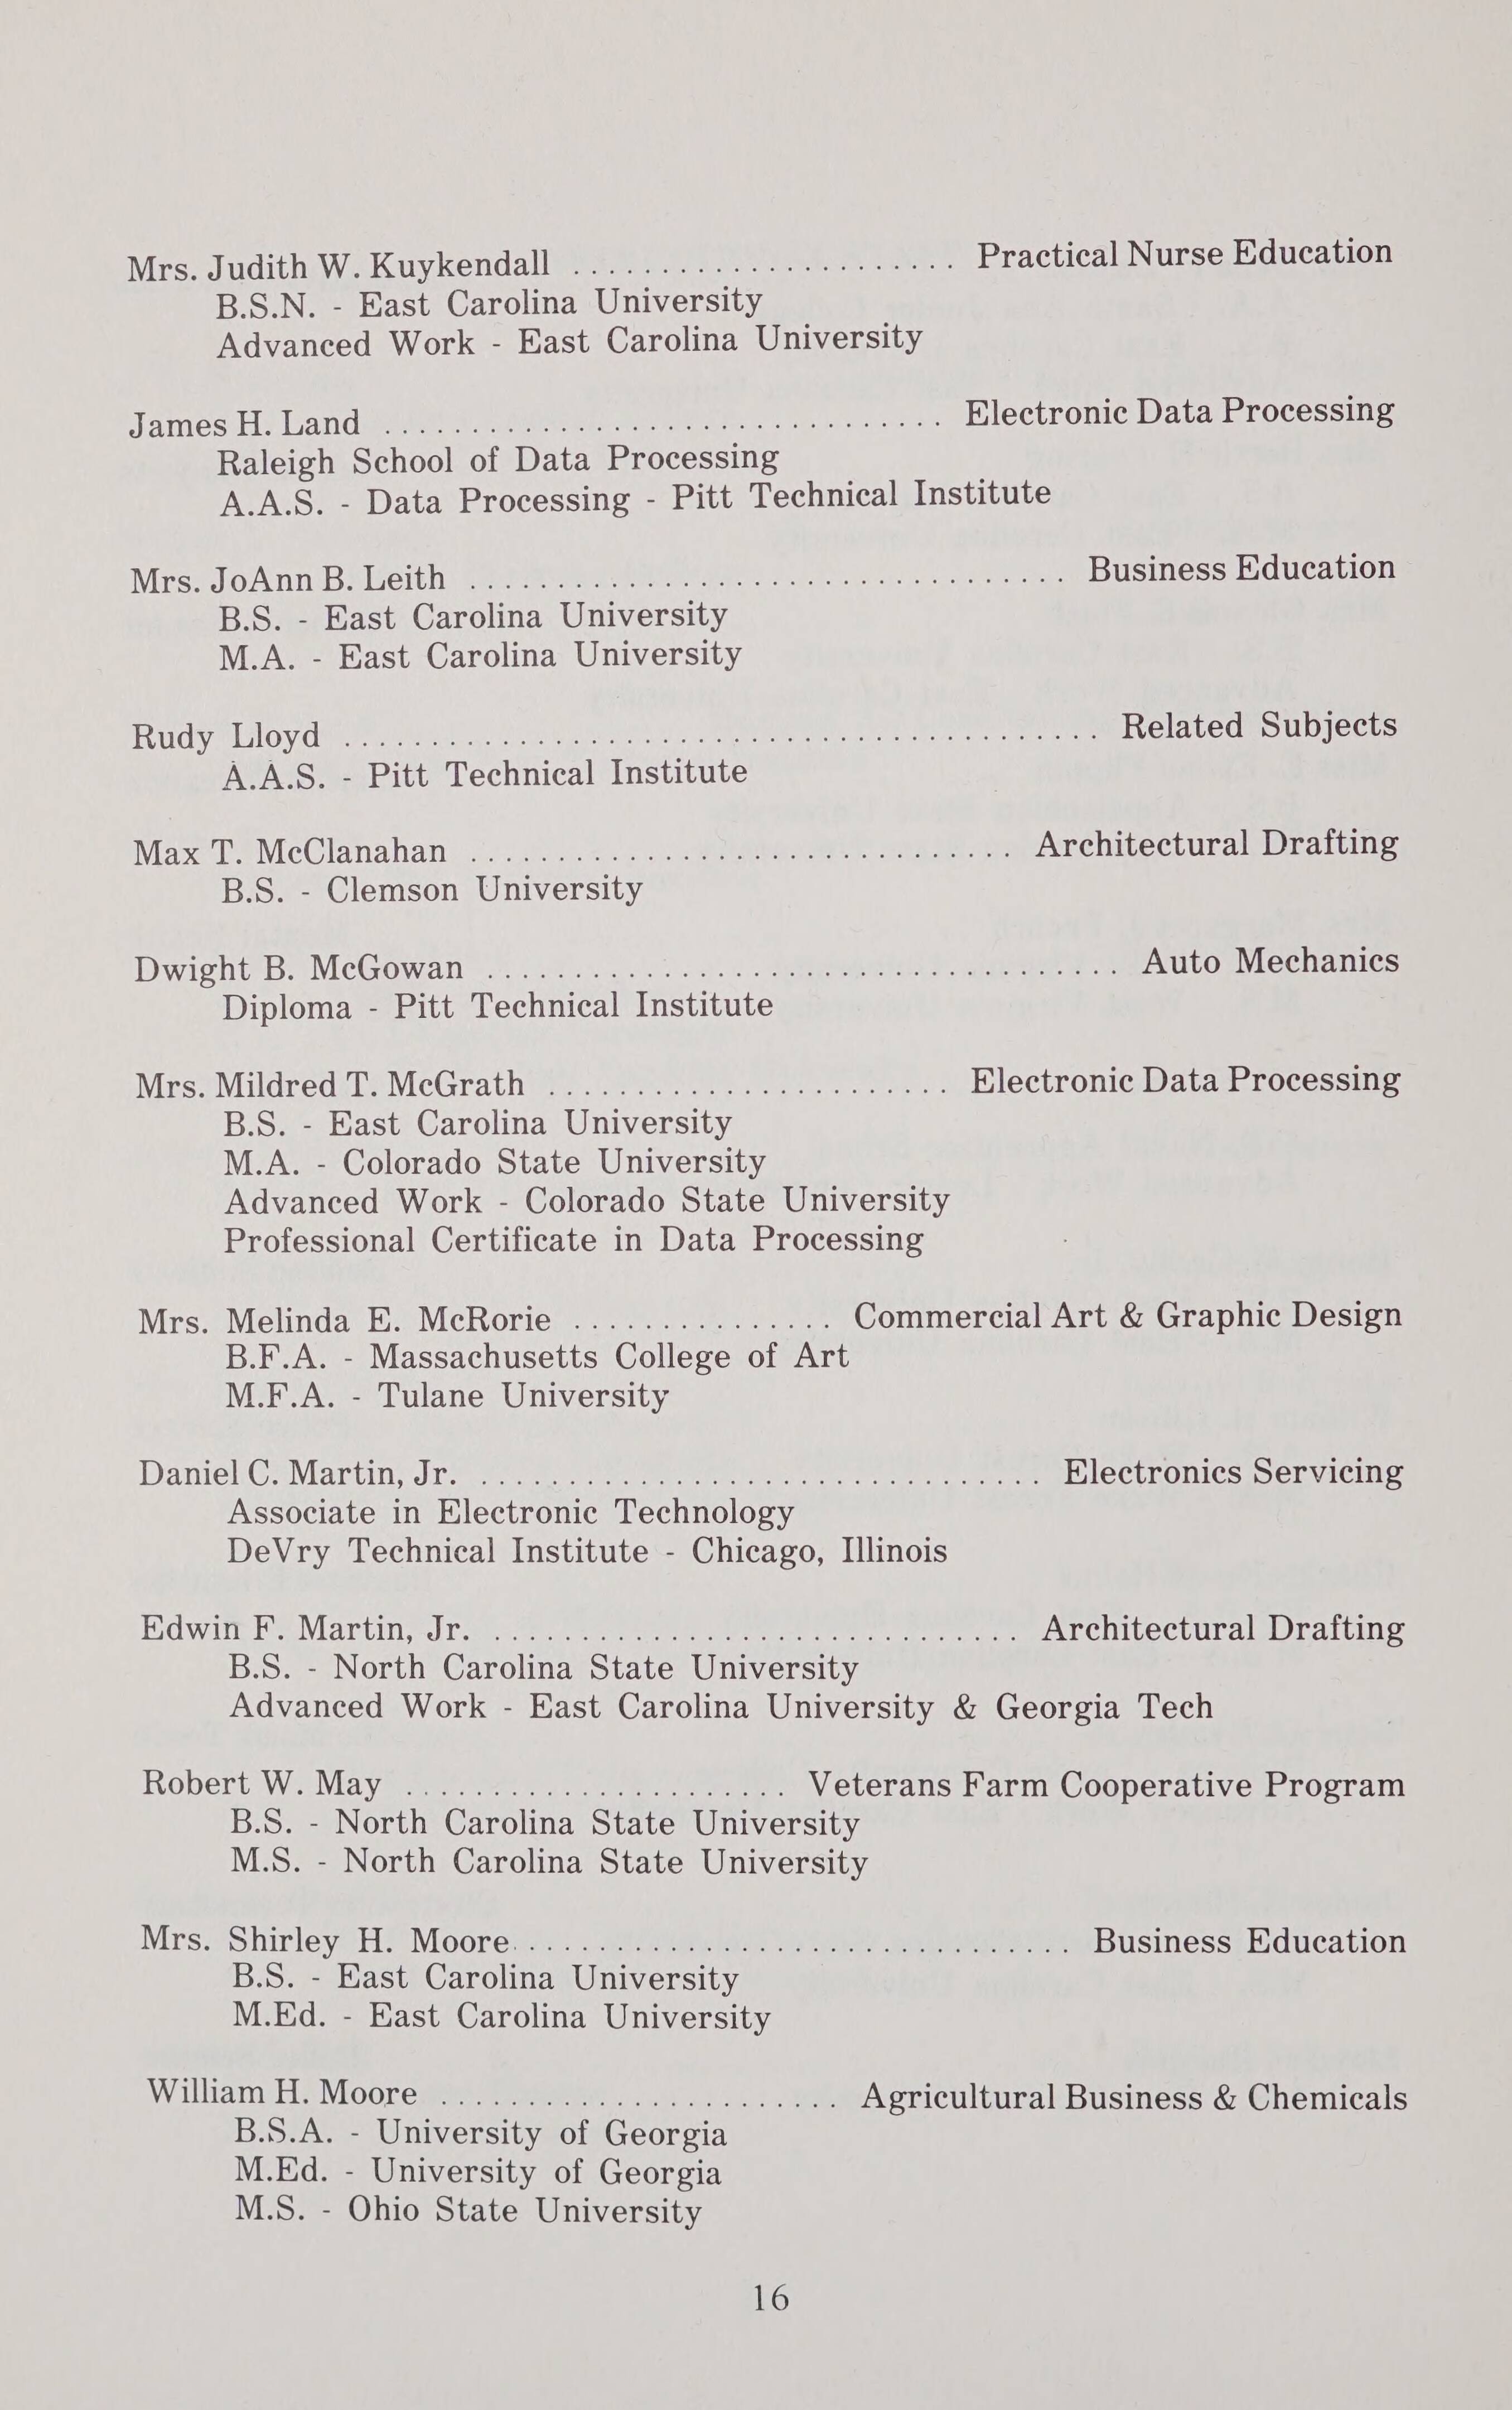 Mrs. Judith W. Kuykendall ...................... Practical Nurse Education
B.S.N. - East Carolina University
Advanced Work - East Carolina University
James H. Land ................................ Electronic Data Processing
Raleigh School of Data Processing
A.A.S. - Data Processing - Pitt Technical Institute
Mrs. JoAnn B. Leith .................................. Business Education
B.S. - East Carolina University
M.A. - East Carolina University
Rudy Lloyd ........................................... Related Subjects
A.A.S. - Pitt Technical Institute
Max T. McClanahan ............................... Architectural Drafting
B.S. - Clemson University
Dwight B. McGowan .................................... Auto Mechanics
Diploma - Pitt Technical Institute
Mrs. Mildred T. McGrath ....................... Electronic Data Processing
B.S. - East Carolina University
M.A. - Colorado State University
Advanced Work - Colorado State University
Professional Certificate in Data Processing
Mrs. Melinda E. McRorie ............... Commercial Art & Graphic Design
B.F.A. - Massachusetts College of Art
M.F.A. - Tulane University
Daniel C. Martin, Jr. ................................ Electronics Servicing
Associate in Electronic Technology
DeVry Technical Institute - Chicago, Illinois
Edwin F. Martin, Jr. .............................. Architectural Drafting
B.S. - North Carolina State University
Advanced Work - East Carolina University & Georgia Tech
Robert W. May ...................... Veterans Farm Cooperative Program
B.S. - North Carolina State University
M.S. - North Carolina State University
Mrs. Shirley H. Moore................................ Business Education
B.S. - East Carolina University
M.Ed. - East Carolina University
William H. Moore ....................... Agricultural Business & Chemicals
B.S.A. - University of Georgia
M.Ed. - University of Georgia
M.S. - Ohio State University
16